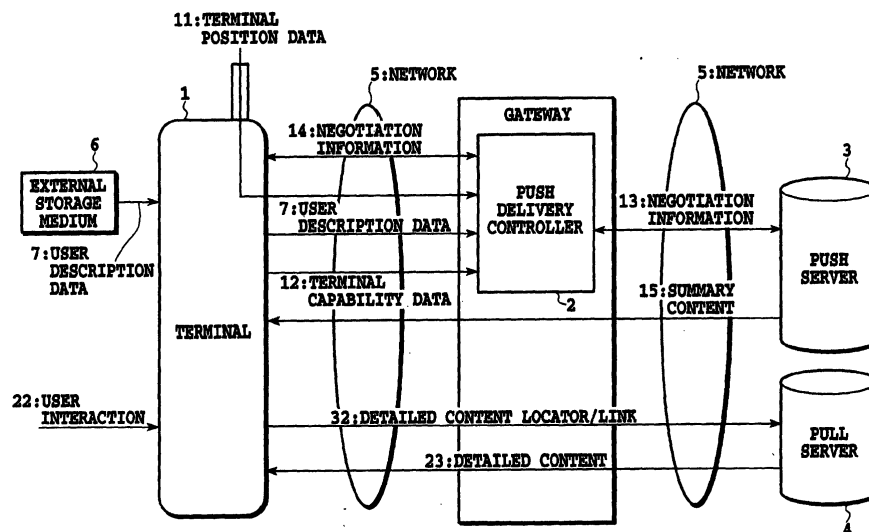 11:TERMINAL
POSITION DATA
5:NETWORK
5:NETWORK
1
GATEWAY
14:NEGOTIATION
INFORMATION
6
3
EXTERNAL
STORAGE
MEDIUM
PUSH
DELIVERY
CONTROLLER
13:NEGOTIATION
INFORMATION
7:USER
DESCRIPTION DATA
7:USER
DESCRIPTION
DATA
PUSH
SERVER
12:TERMINAL
CAPABILITY DATA
2
15:SUMMARY
CONTENT
TERMINAL
22:USER
INTERACTION
32:DETAILED CONTENT LOCATOR/LINK
PULL
SERVER
23:DETAILED CONTENT
4